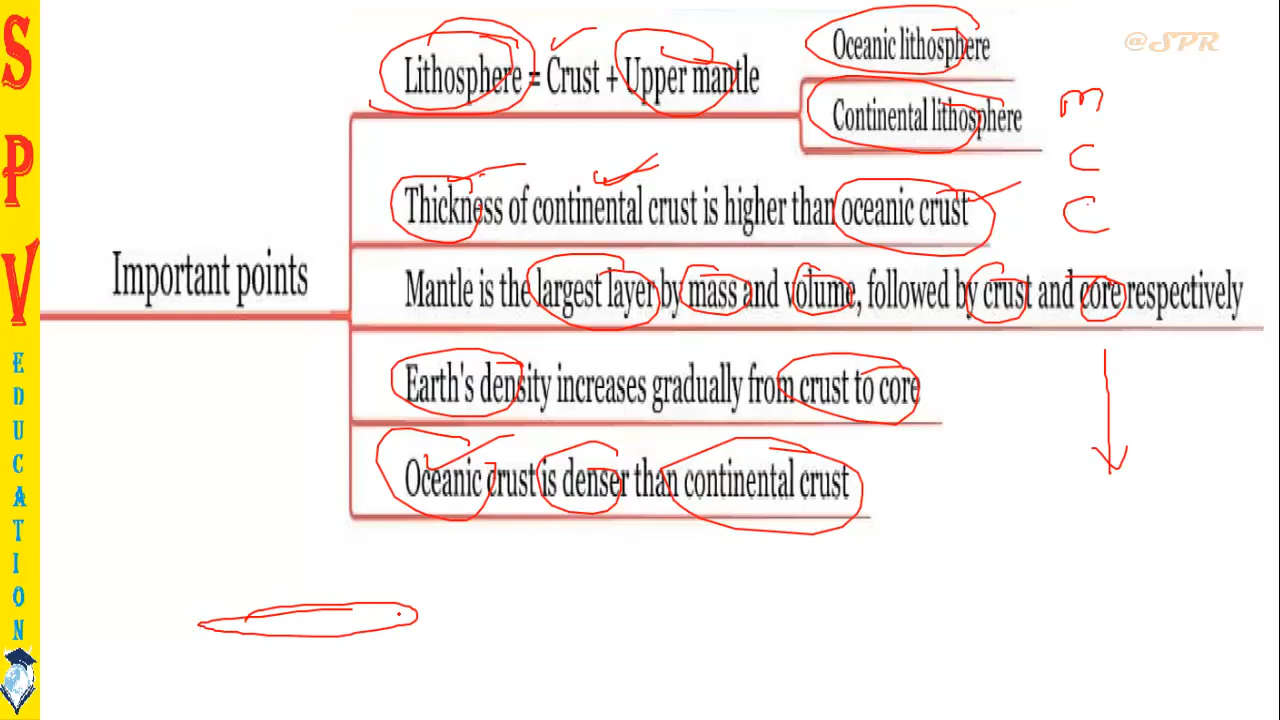 SPV
EDUCATION
@SPR
Important points
Lithosphere = Crust + Upper mantle
Oceanic lithosphere
Continental lithosphere
m
C
C
Thickness of continental crust is higher than oceanic crust
Mantle is the largest layer by mass and volume, followed by crust and core respectively
Earth's density increases gradually from crust to core
Oceanic crust is denser than continental crust